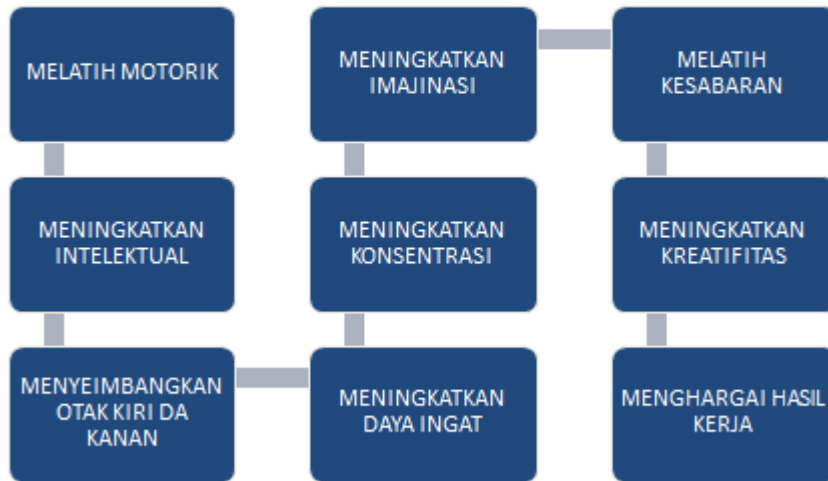 MELATIH MOTORIK
MENINGKATKAN
INTELEKTUAL
MENYEIMBANGKAN
OTAK KIRI DA
KANAN
MENINGKATKAN
DAYA INGAT
MENINGKATKAN
KONSENTRASI
MENINGKATKAN
IMAJINASI
MELATIH
KESABARAN
MENINGKATKAN
KREATIFITAS
MENGHARGAI HASIL
KERJA